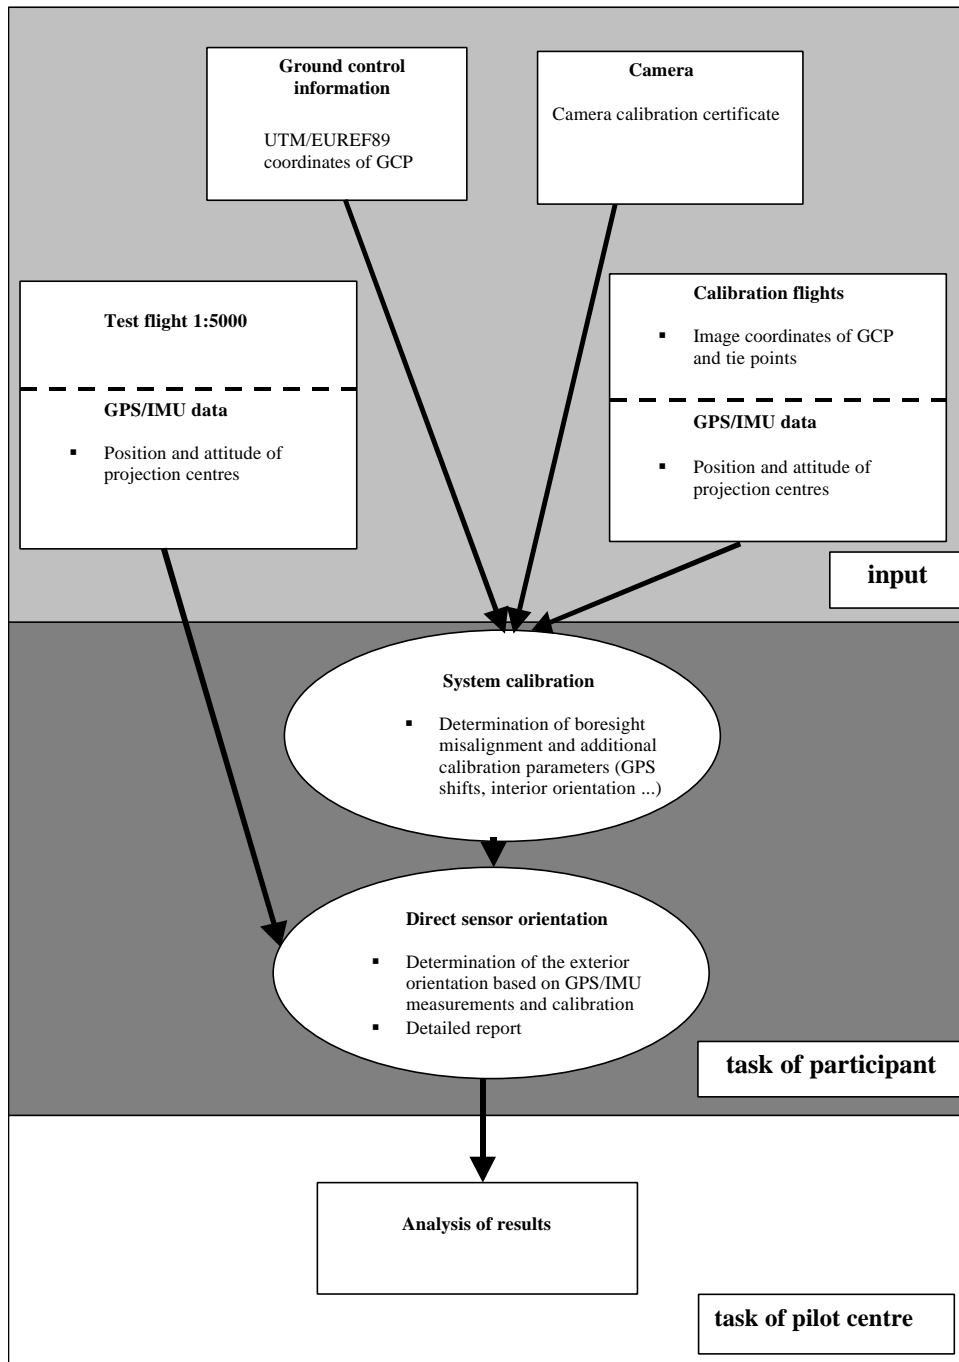 Ground control
information
UTM/EUREF89
coordinates of GCP
Camera
Camera calibration certificate
Test flight 1:5000
GPS/IMU data
▪ Position and attitude of
projection centres
Calibration flights
▪ Image coordinates of GCP
and tie points
GPS/IMU data
▪ Position and attitude of
projection centres
input
System calibration
▪ Determination of boresight
misalignment and additional
calibration parameters (GPS
shifts, interior orientation ...)
Direct sensor orientation
▪ Determination of the exterior
orientation based on GPS/IMU
measurements and calibration
▪ Detailed report
task of participant
Analysis of results
task of pilot centre